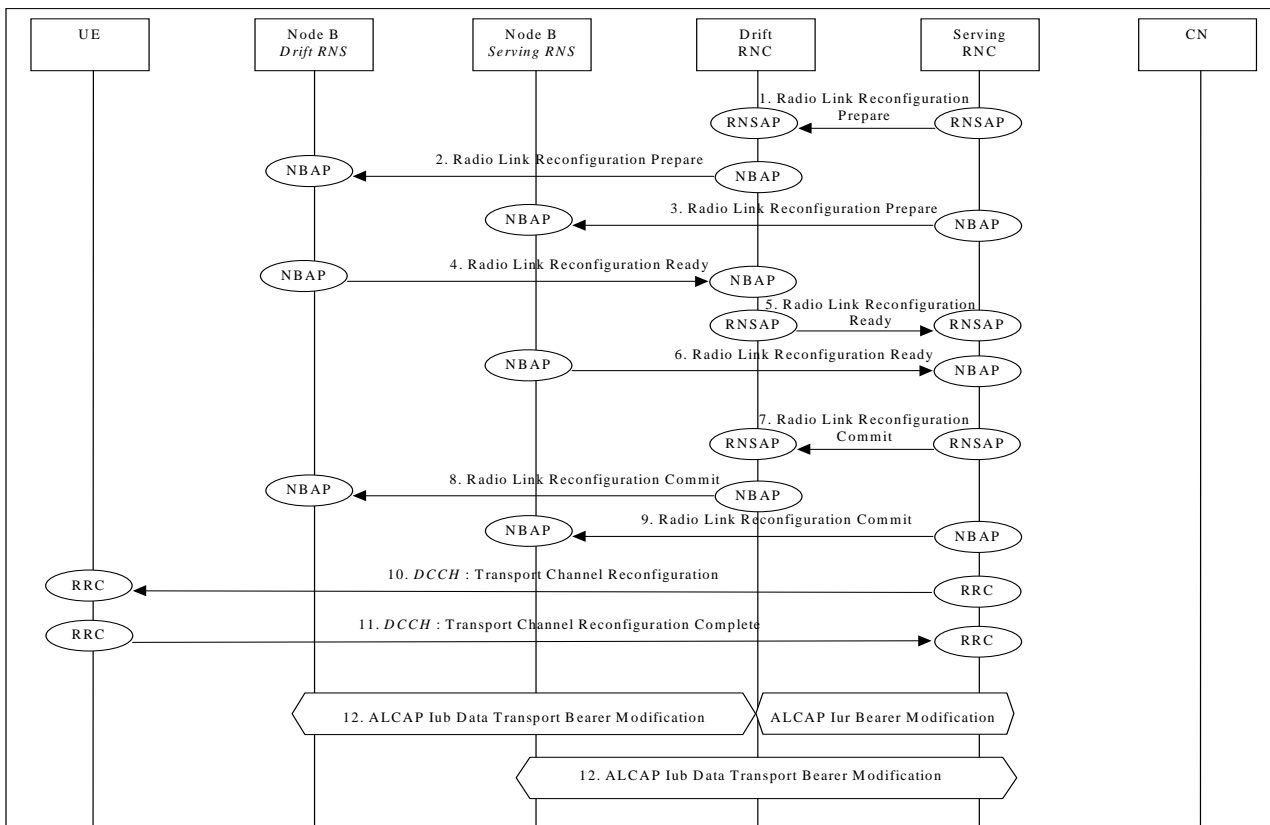 UE
Node B
Drift RNS
Node B
Serving RNS
Drift
RNC
Serving
RNC
CN
1. Radio Link Reconfiguration
Prepare
RNSAP
RNSAP
2. Radio Link Reconfiguration Prepare
NBAP
NBAP
3. Radio Link Reconfiguration Prepare
NBAP
NBAP
4. Radio Link Reconfiguration Ready
NBAP
NBAP
5. Radio Link Reconfiguration
Ready
RNSAP
RNSAP
6. Radio Link Reconfiguration Ready
NBAP
NBAP
7. Radio Link Reconfiguration
Commit
RNSAP
RNSAP
8. Radio Link Reconfiguration Commit
NBAP
NBAP
9. Radio Link Reconfiguration Commit
NBAP
NBAP
10. DCCH : Transport Channel Reconfiguration
RRC
RRC
11. DCCH : Transport Channel Reconfiguration Complete
RRC
RRC
12. ALCAP Iub Data Transport Bearer Modification
ALCAP Iur Bearer Modification
12. ALCAP Iub Data Transport Bearer Modification